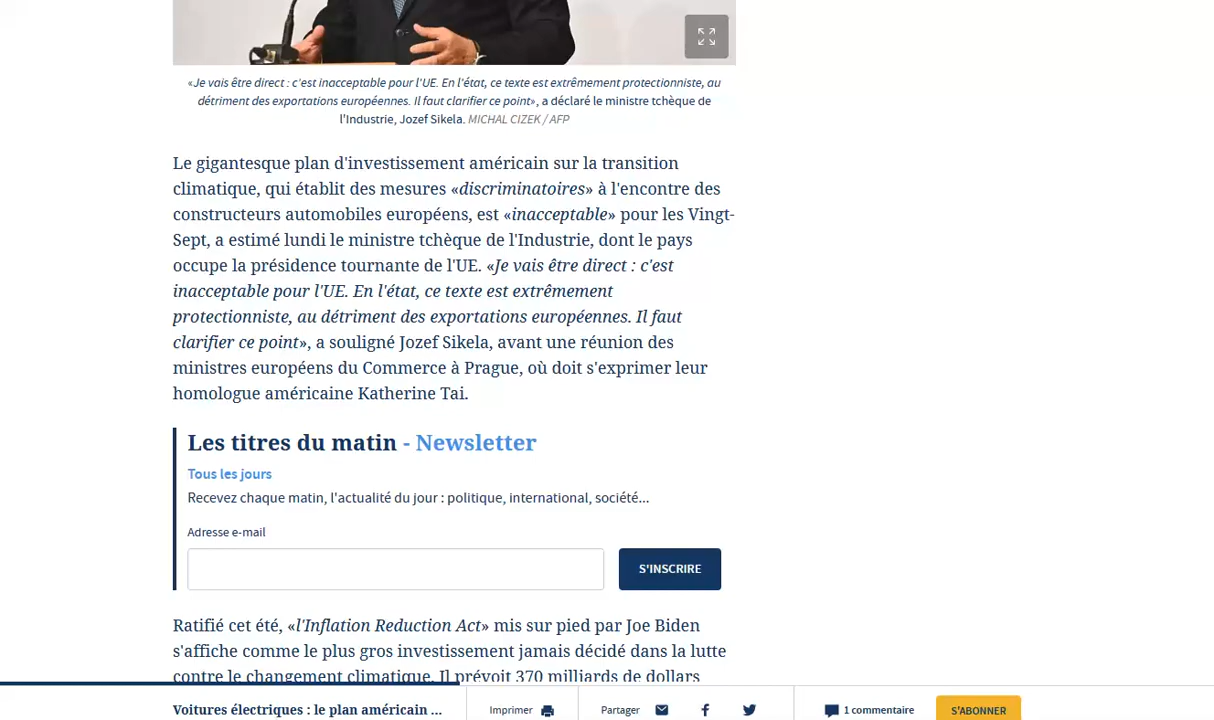 «Je vais être direct : c'est inacceptable pour l'UE. En l'état, ce texte est extrêmement protectionniste, au
détriment des exportations européennes. Il faut clarifier ce point», a déclaré le ministre tchèque de
l'Industrie, Jozef Sikela. MICHAL CIZEK / AFP
Le gigantesque plan d'investissement américain sur la transition
climatique, qui établit des mesures «discriminatoires» à l'encontre des
constructeurs automobiles européens, est «inacceptable» pour les Vingt-
Sept, a estimé lundi le ministre tchèque de l'Industrie, dont le pays
occupe la présidence tournante de l'UE. «Je vais être direct : c'est
inacceptable pour l'UE. En l'état, ce texte est extrêmement
protectionniste, au détriment des exportations européennes. Il faut
clarifier ce point», a souligné Jozef Sikela, avant une réunion des
ministres européens du Commerce à Prague, où doit s'exprimer leur
homologue américaine Katherine Tai.
Les titres du matin - Newsletter
Tous les jours
Recevez chaque matin, l'actualité du jour : politique, international, société...
Adresse e-mail
S'INSCRIRE
Ratifié cet été, «l'Inflation Reduction Act» mis sur pied par Joe Biden
s'affiche comme le plus gros investissement jamais décidé dans la lutte
contre le changement climatique. Il prévoit 370 milliards de dollars
Voitures électriques : le plan américain ...
Imprimer
Partager
1 commentaire
S'ABONNER